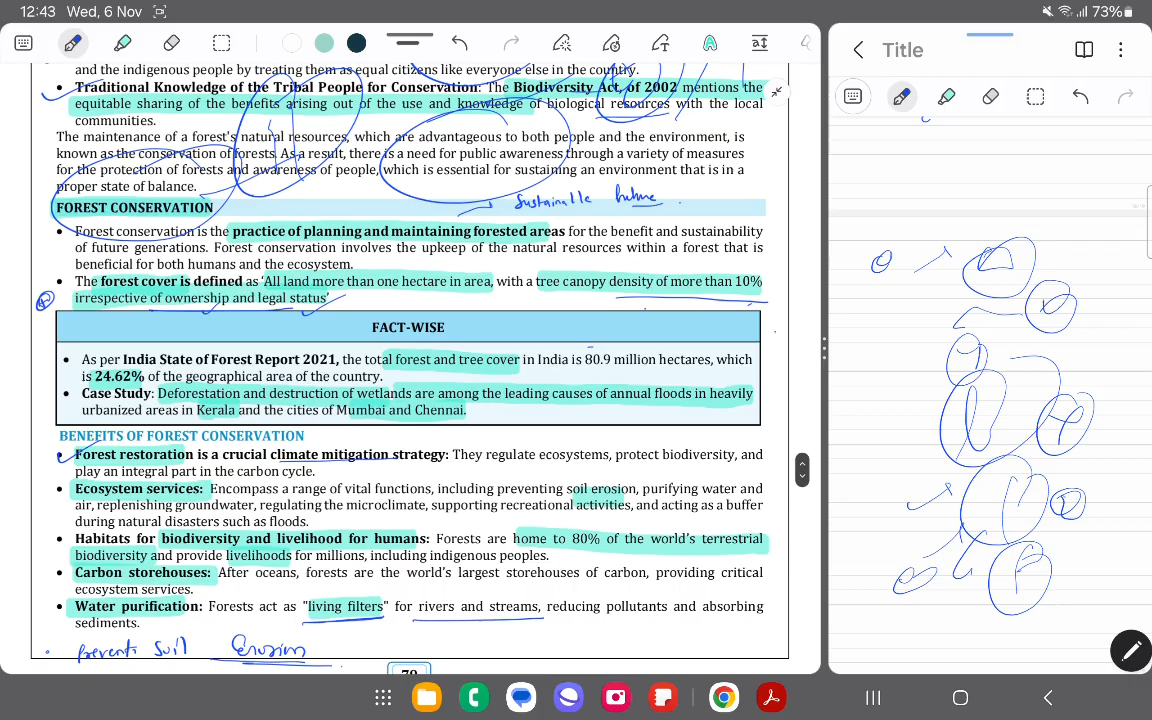 12:43 Wed, 6 Nov
73%
Title
and the indigenous people by treating them as equal citizens like everyone else in the country.
• Traditional Knowledge of the Tribal People for Conservation: The Biodiversity Act, of 2002 mentions the
equitable sharing of the benefits arising out of the use and knowledge of biological resources with the local
communities.
The maintenance of a forest's natural resources, which are advantageous to both people and the environment, is
known as the conservation of forests. As a result, there is a need for public awareness through a variety of measures
for the protection of forests and awareness of people, which is essential for sustaining an environment that is in a
proper state of balance.
Sustainable future
FOREST CONSERVATION
• Forest conservation is the practice of planning and maintaining forested areas for the benefit and sustainability
of future generations. Forest conservation involves the upkeep of the natural resources within a forest that is
beneficial for both humans and the ecosystem.
• The forest cover is defined as 'All land more than one hectare in area, with a tree canopy density of more than 10%
irrespective of ownership and legal status'
FACT-WISE
• As per India State of Forest Report 2021, the total forest and tree cover in India is 80.9 million hectares, which
is 24.62% of the geographical area of the country.
• Case Study: Deforestation and destruction of wetlands are among the leading causes of annual floods in heavily
urbanized areas in Kerala and the cities of Mumbai and Chennai.
BENEFITS OF FOREST CONSERVATION
• Forest restoration is a crucial climate mitigation strategy: They regulate ecosystems, protect biodiversity, and
play an integral part in the carbon cycle.
• Ecosystem services: Encompass a range of vital functions, including preventing soil erosion, purifying water and
air, replenishing groundwater, regulating the microclimate, supporting recreational activities, and acting as a buffer
during natural disasters such as floods.
• Habitats for biodiversity and livelihood for humans: Forests are home to 80% of the world's terrestrial
biodiversity and provide livelihoods for millions, including indigenous peoples.
• Carbon storehouses: After oceans, forests are the world's largest storehouses of carbon, providing critical
ecosystem services.
• Water purification: Forests act as "living filters" for rivers and streams, reducing pollutants and absorbing
sediments.
• prevents soil Erosion